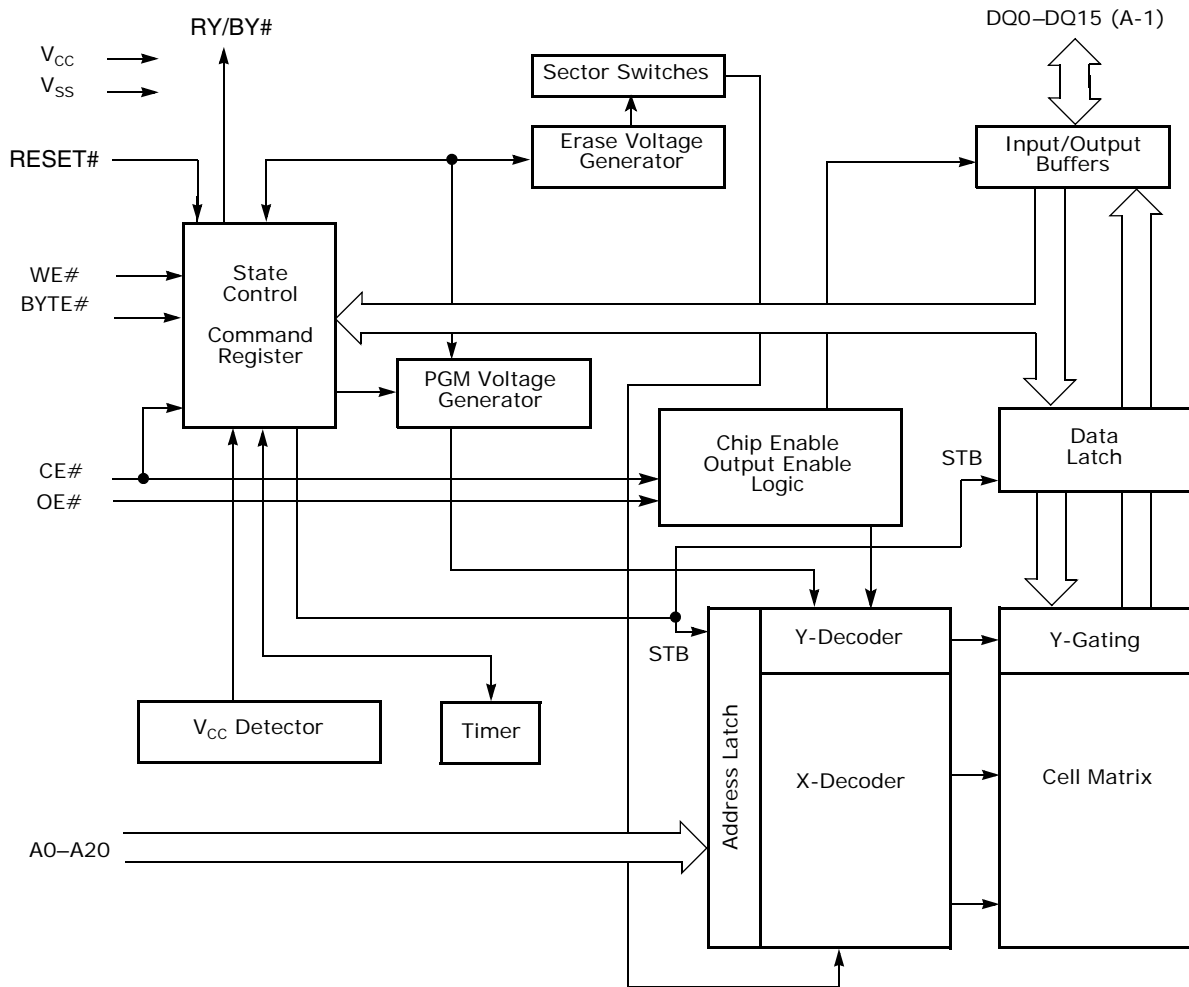 RY/BY#
DQ0–DQ15 (A-1)
VCC
VSS
Sector Switches
Erase Voltage
Generator
Input/Output
Buffers
RESET#
WE#
BYTE#
State
Control
Command
Register
PGM Voltage
Generator
Chip Enable
Output Enable
Logic
Data
Latch
STB
CE#
OE#
STB
Y-Decoder
Y-Gating
VCC Detector
Timer
Address Latch
X-Decoder
Cell Matrix
A0–A20